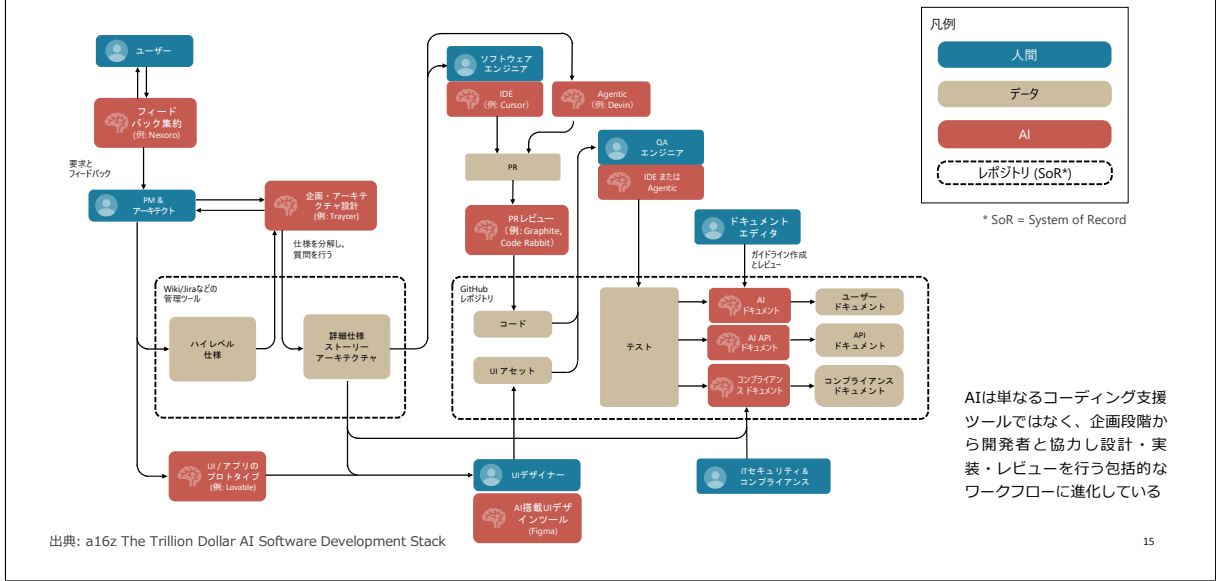 ユーザー
フィード
バック集約
(例: Nexoro)
要求と
フィードバック
PM &
アーキテクト
企画・アーキテ
クチャ設計
(例: Traycer)
仕様を分解し、
質問を行う
Wiki/Jiraなどの
管理ツール
ハイレベル
仕様
詳細仕様
ストーリー
アーキテクチャ
UI / アプリの
プロトタイプ
(例: Lovable)
ソフトウェア
エンジニア
IDE
(例: Cursor)
Agentic
(例: Devin)
PR
PRレビュー
(例: Graphite,
Code Rabbit)
QA
エンジニア
IDE または
Agentic
ドキュメント
エディタ
ガイドライン作成
とレビュー
GitHub
レポジトリ
コード
UI アセット
テスト
AI
ドキュメント
ユーザー
ドキュメント
AI API
ドキュメント
API
ドキュメント
コンプライアン
ス ドキュメント
コンプライアンス
ドキュメント
UIデザイナー
AI搭載UIデザ
インツール
(Figma)
ITセキュリティ &
コンプライアンス
凡例
人間
データ
AI
レポジトリ (SoR*)
* SoR = System of Record
AIは単なるコーディング支援
ツールではなく、企画段階か
ら開発者と協力し設計・実
装・レビューを行う包括的な
ワークフローに進化している
出典: a16z The Trillion Dollar AI Software Development Stack
15